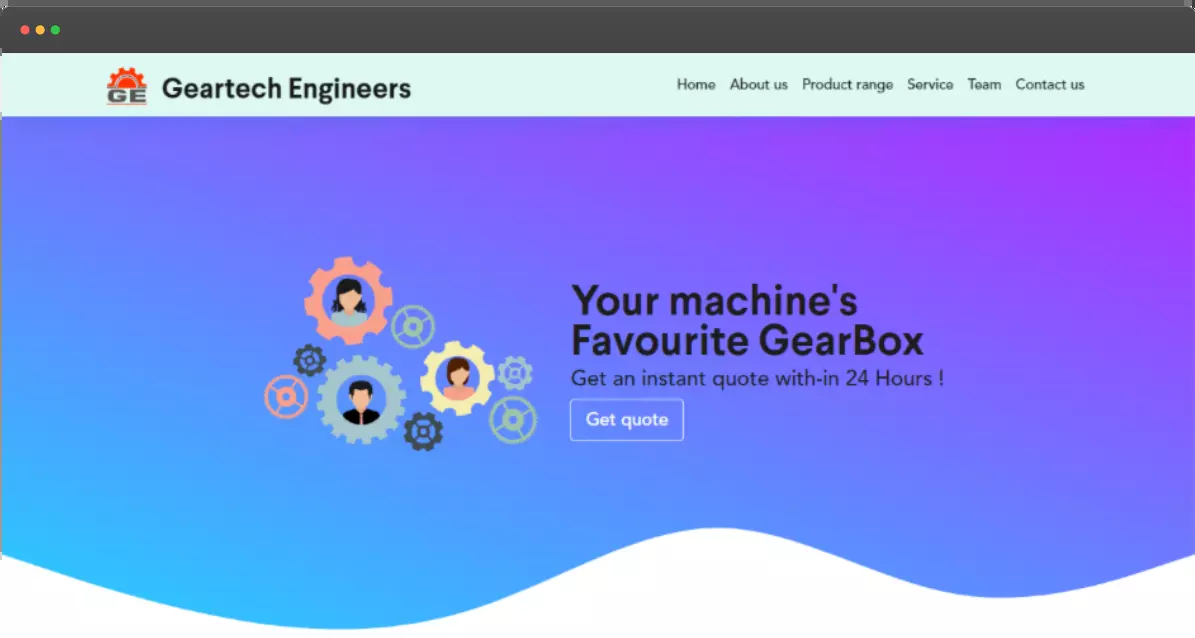 GE
Geartech Engineers
Home About us Product range Service Team Contact us
Your machine's
Favourite GearBox
Get an instant quote with-in 24 Hours !
Get quote